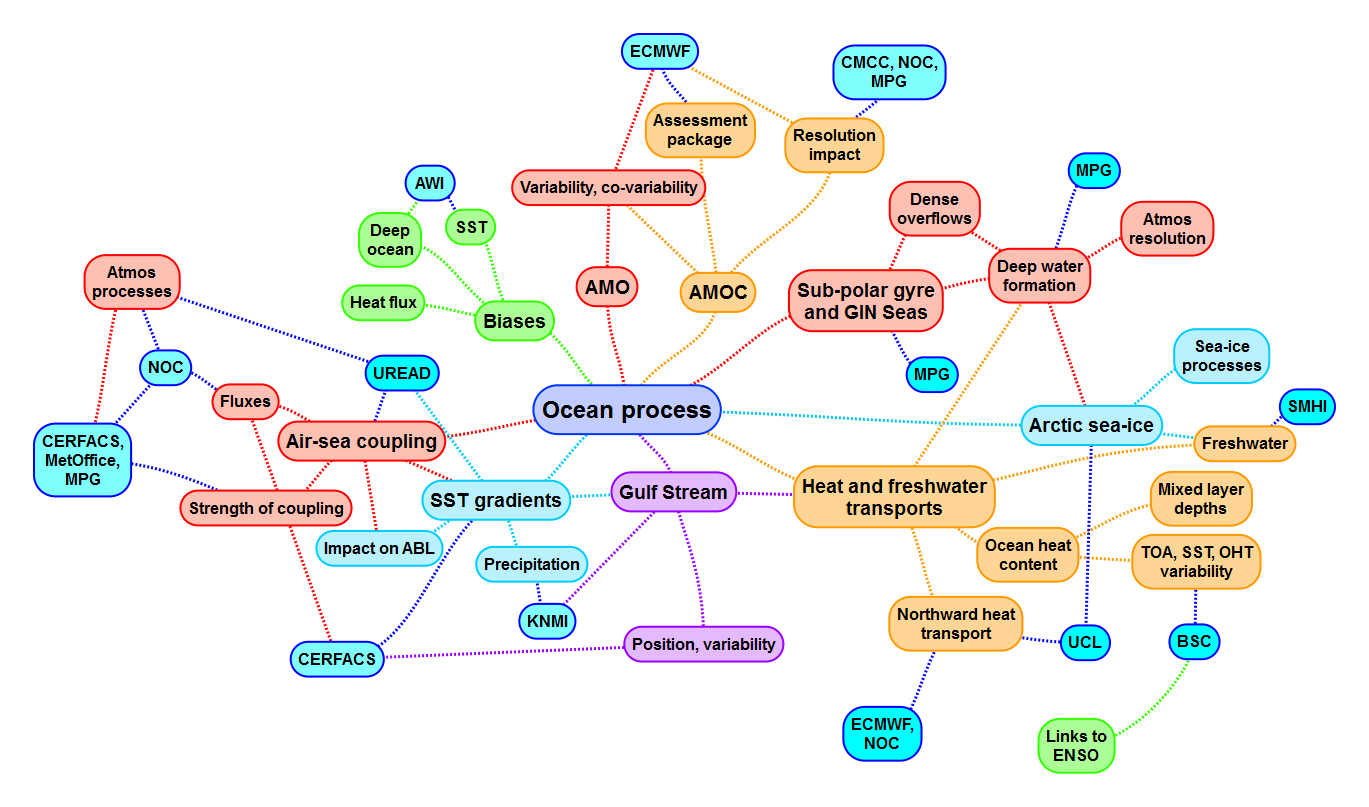 ECMWF
CMCC, NOC,
MPG
Assessment
package
Resolution
impact
MPG
AWI
Variability, co-variability
Dense
overflows
Atmos
resolution
SST
Deep
ocean
Atmos
processes
Deep water
formation
AMO
AMOC
Sub-polar gyre
and GIN Seas
Heat flux
Biases
Sea-ice
processes
NOC
UREAD
MPG
Fluxes
Ocean process
SMHI
Arctic sea-ice
Freshwater
Air-sea coupling
CERFACS,
MetOffice,
MPG
SST gradients
Gulf Stream
Heat and freshwater
transports
Mixed layer
depths
Strength of coupling
Impact on ABL
Precipitation
Ocean heat
content
TOA, SST, OHT
variability
KNMI
Northward heat
transport
Position, variability
UCL
BSC
CERFACS
ECMWF,
NOC
Links to
ENSO